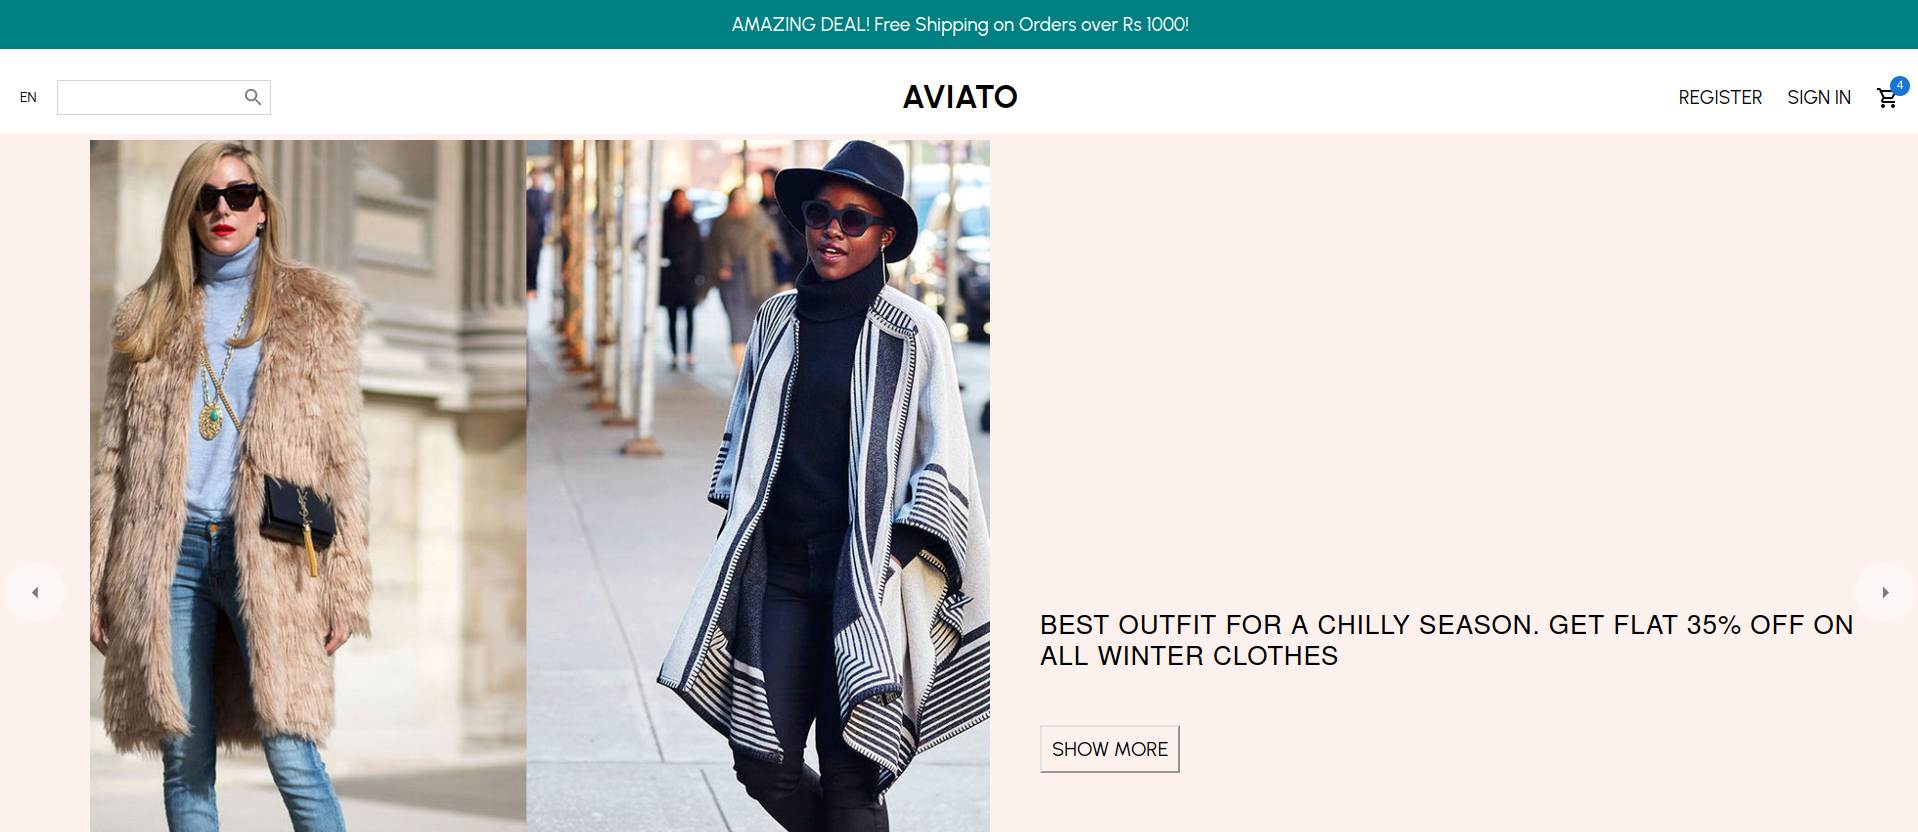 AMAZING DEAL! Free Shipping on Orders over Rs 1000!
EN
AVIATO
REGISTER SIGN IN 4
BEST OUTFIT FOR A CHILLY SEASON. GET FLAT 35% OFF ON
ALL WINTER CLOTHES
SHOW MORE